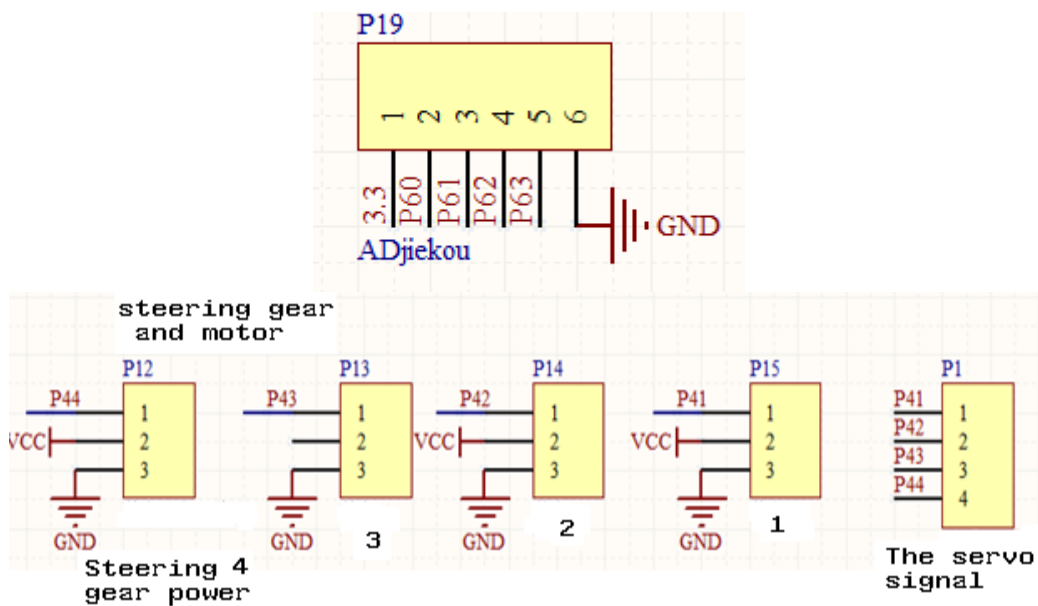 P19
1 2 3 4 5 6
3.3 P60 P61 P62 P63
GND
ADjiekou
steering gear
and motor
P12 P13 P14 P15 P1
P44 1 P43 1 P42 1 P41 1 P41 1
VCC 2 2 VCC 2 VCC 2 P42 2
3 3 3 3 P43 3
P44 4
GND GND 3 GND 2 GND 1
Steering 4
gear power
The servo
signal